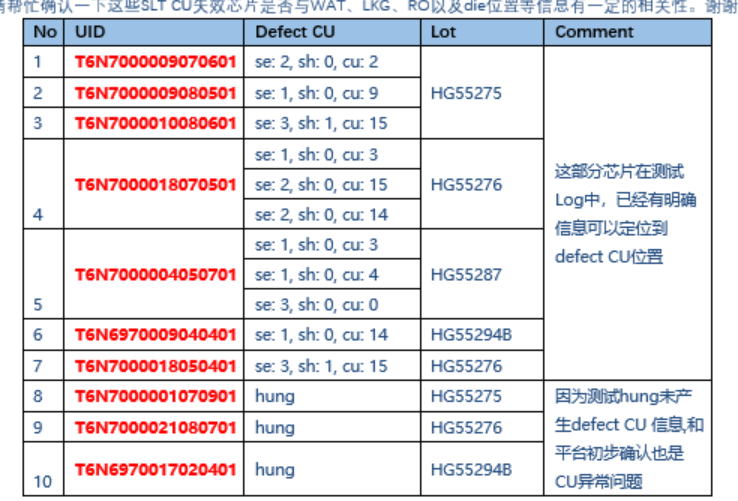 请帮忙确认一下这些SLT CU失效芯片是否与WAT、LKG、RO以及die位置等信息有一定的相关性。谢谢
No UID Defect CU Lot Comment
1 T6N7000009070601 se: 2, sh: 0, cu: 2
2 T6N7000009080501 se: 1, sh: 0, cu: 9 HG55275
3 T6N7000010080601 se: 3, sh: 1, cu: 15
se: 1, sh: 0, cu: 3
T6N7000018070501 se: 2, sh: 0, cu: 15 HG55276
4 se: 2, sh: 0, cu: 14
se: 1, sh: 0, cu: 3
T6N7000004050701 se: 1, sh: 0, cu: 4 HG55287
5 se: 3, sh: 0, cu: 0
6 T6N6970009040401 se: 1, sh: 0, cu: 14 HG55294B
7 T6N7000018050401 se: 3, sh: 1, cu: 15 HG55276
这部分芯片在测试
Log中，已经有明确
信息可以定位到
defect CU位置
8 T6N7000001070901 hung HG55275
9 T6N7000021080701 hung HG55276
10 T6N6970017020401 hung HG55294B
因为测试hung未产
生defect CU 信息,和
平台初步确认也是
CU异常问题